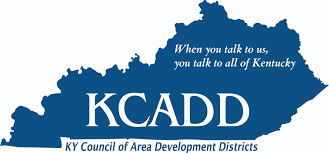 When you talk to us,
you talk to all of Kentucky
KCADD
KY Council of Area Development Districts